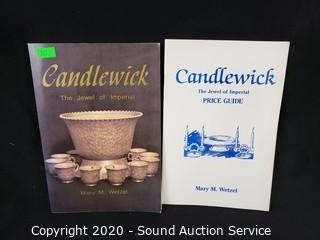 Candlewick
The Jewel of Imperial
Mary M. Wetzel
Candlewick
The Jewel of Imperial
PRICE GUIDE
Mary M. Wetzel
Copyright 2020 - Sound Auction Service